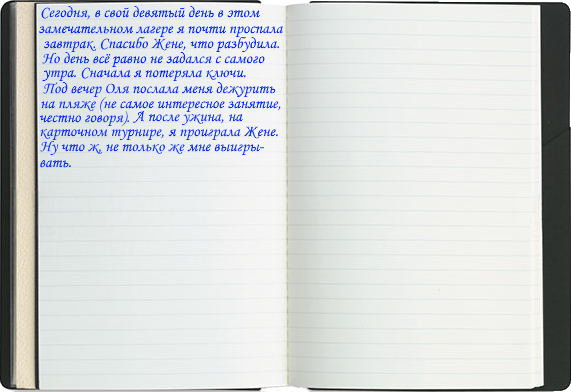 Сегодня, в свой девятый день в этом
замечательном лагере я почти проспала
завтрак. Спасибо Жене, что разбудила.
Но день всё равно не задался с самого
утра. Сначала я потеряла ключи.
Под вечер Оля послала меня дежурить
на пляже (не самое интересное занятие,
честно говоря). А после ужина, на
карточном турнире, я проиграла Жене.
Ну что ж, не только же мне выигры-
вать.